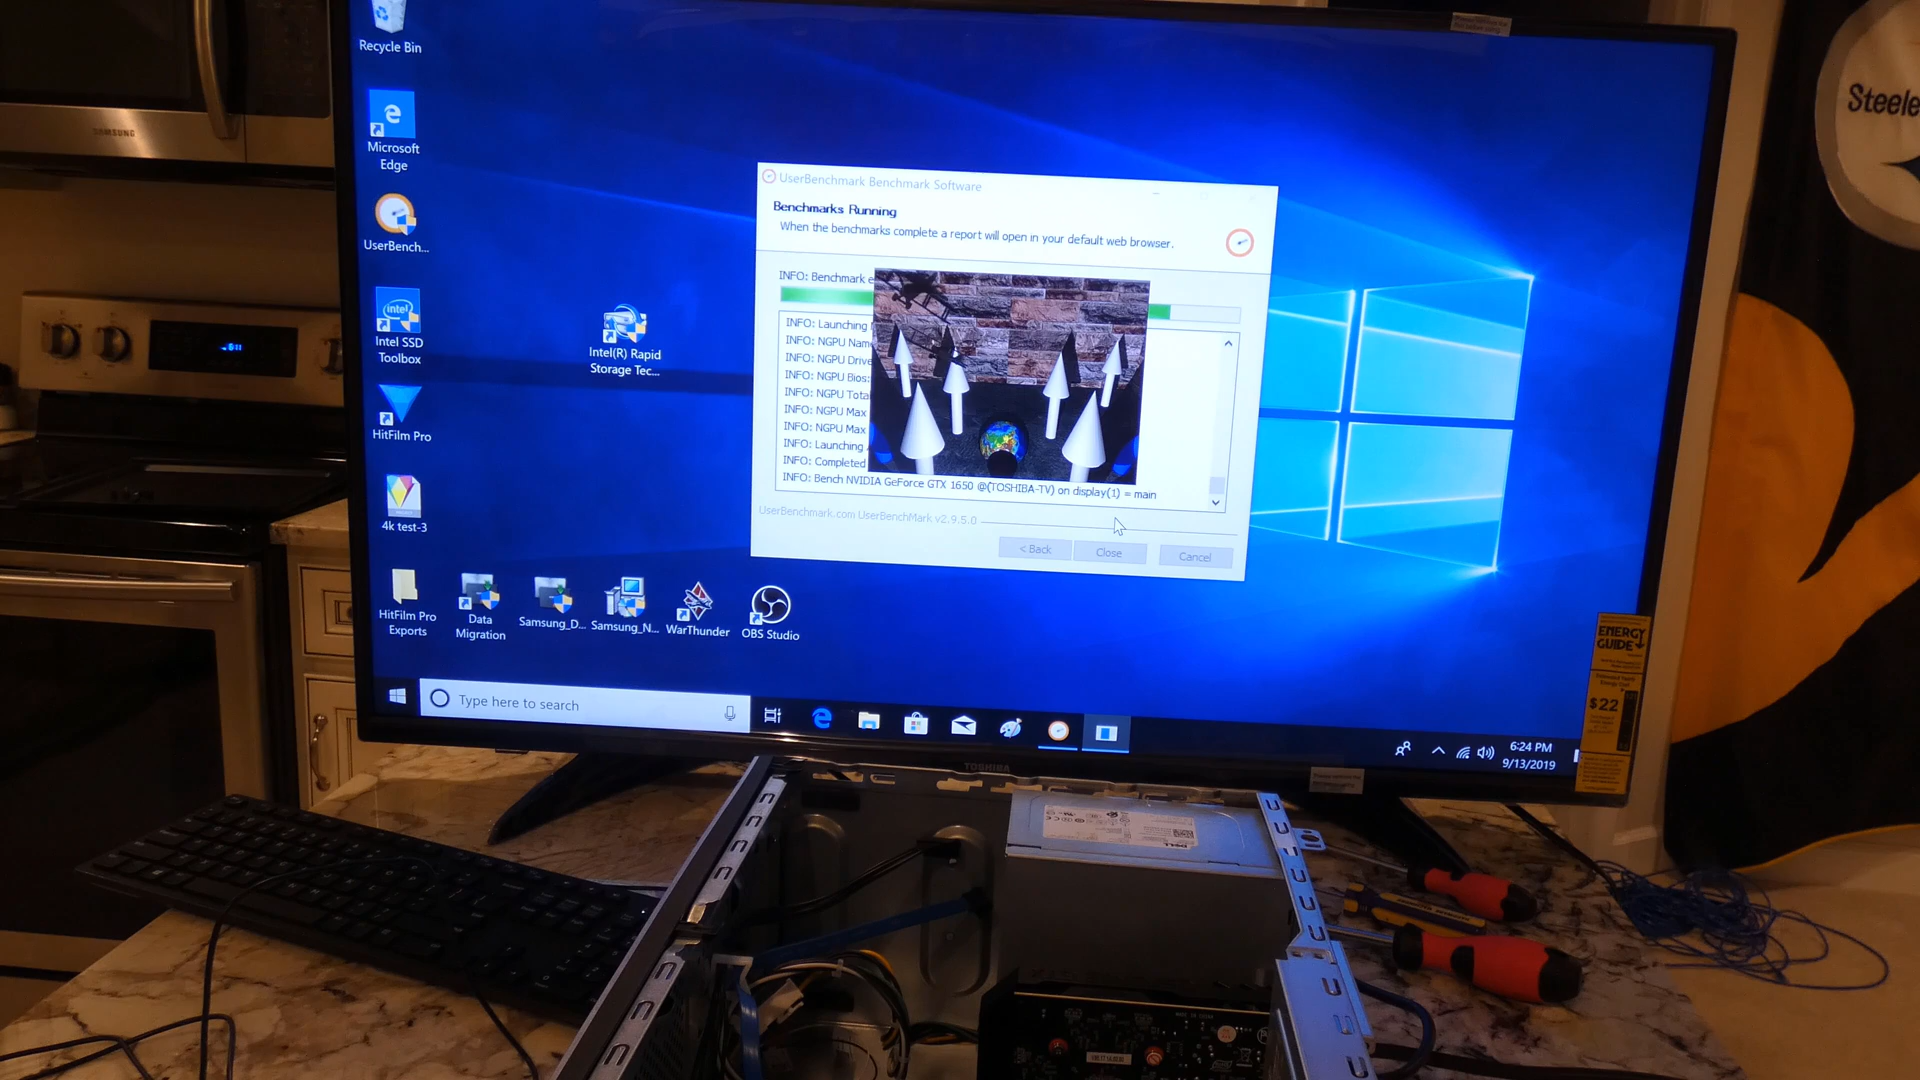 SAMSUNG
Recycle Bin
Microsoft
Edge
UserBench...
intel
Intel SSD
Toolbox
HitFilm Pro
4k test-3
HitFilm Pro
Exports
Intel(R) Rapid
Storage Tec...
Data
Migration
Samsung_D...
Samsung_N...
WarThunder
OBS Studio
UserBenchmark Benchmark Software
Benchmarks Running
When the benchmarks complete a report will open in your default web browser.
INFO: Benchmark e
INFO: Launching
INFO: NGPU Nam
INFO: NGPU Drive
INFO: NGPU Bios:
INFO: NGPU Tota
INFO: NGPU Max
INFO: NGPU Max
INFO: Launching
INFO: Completed
INFO: Bench NVIDIA GeForce GTX 1650 @(TOSHIBA-TV) on display(1) = main
UserBenchmark.com UserBenchMark v2.9.5.0
< Back
Close
Cancel
Type here to search
6:24 PM
9/13/2019
TOSHIBA
Steele
ENERGY
GUIDE
$22
DELL